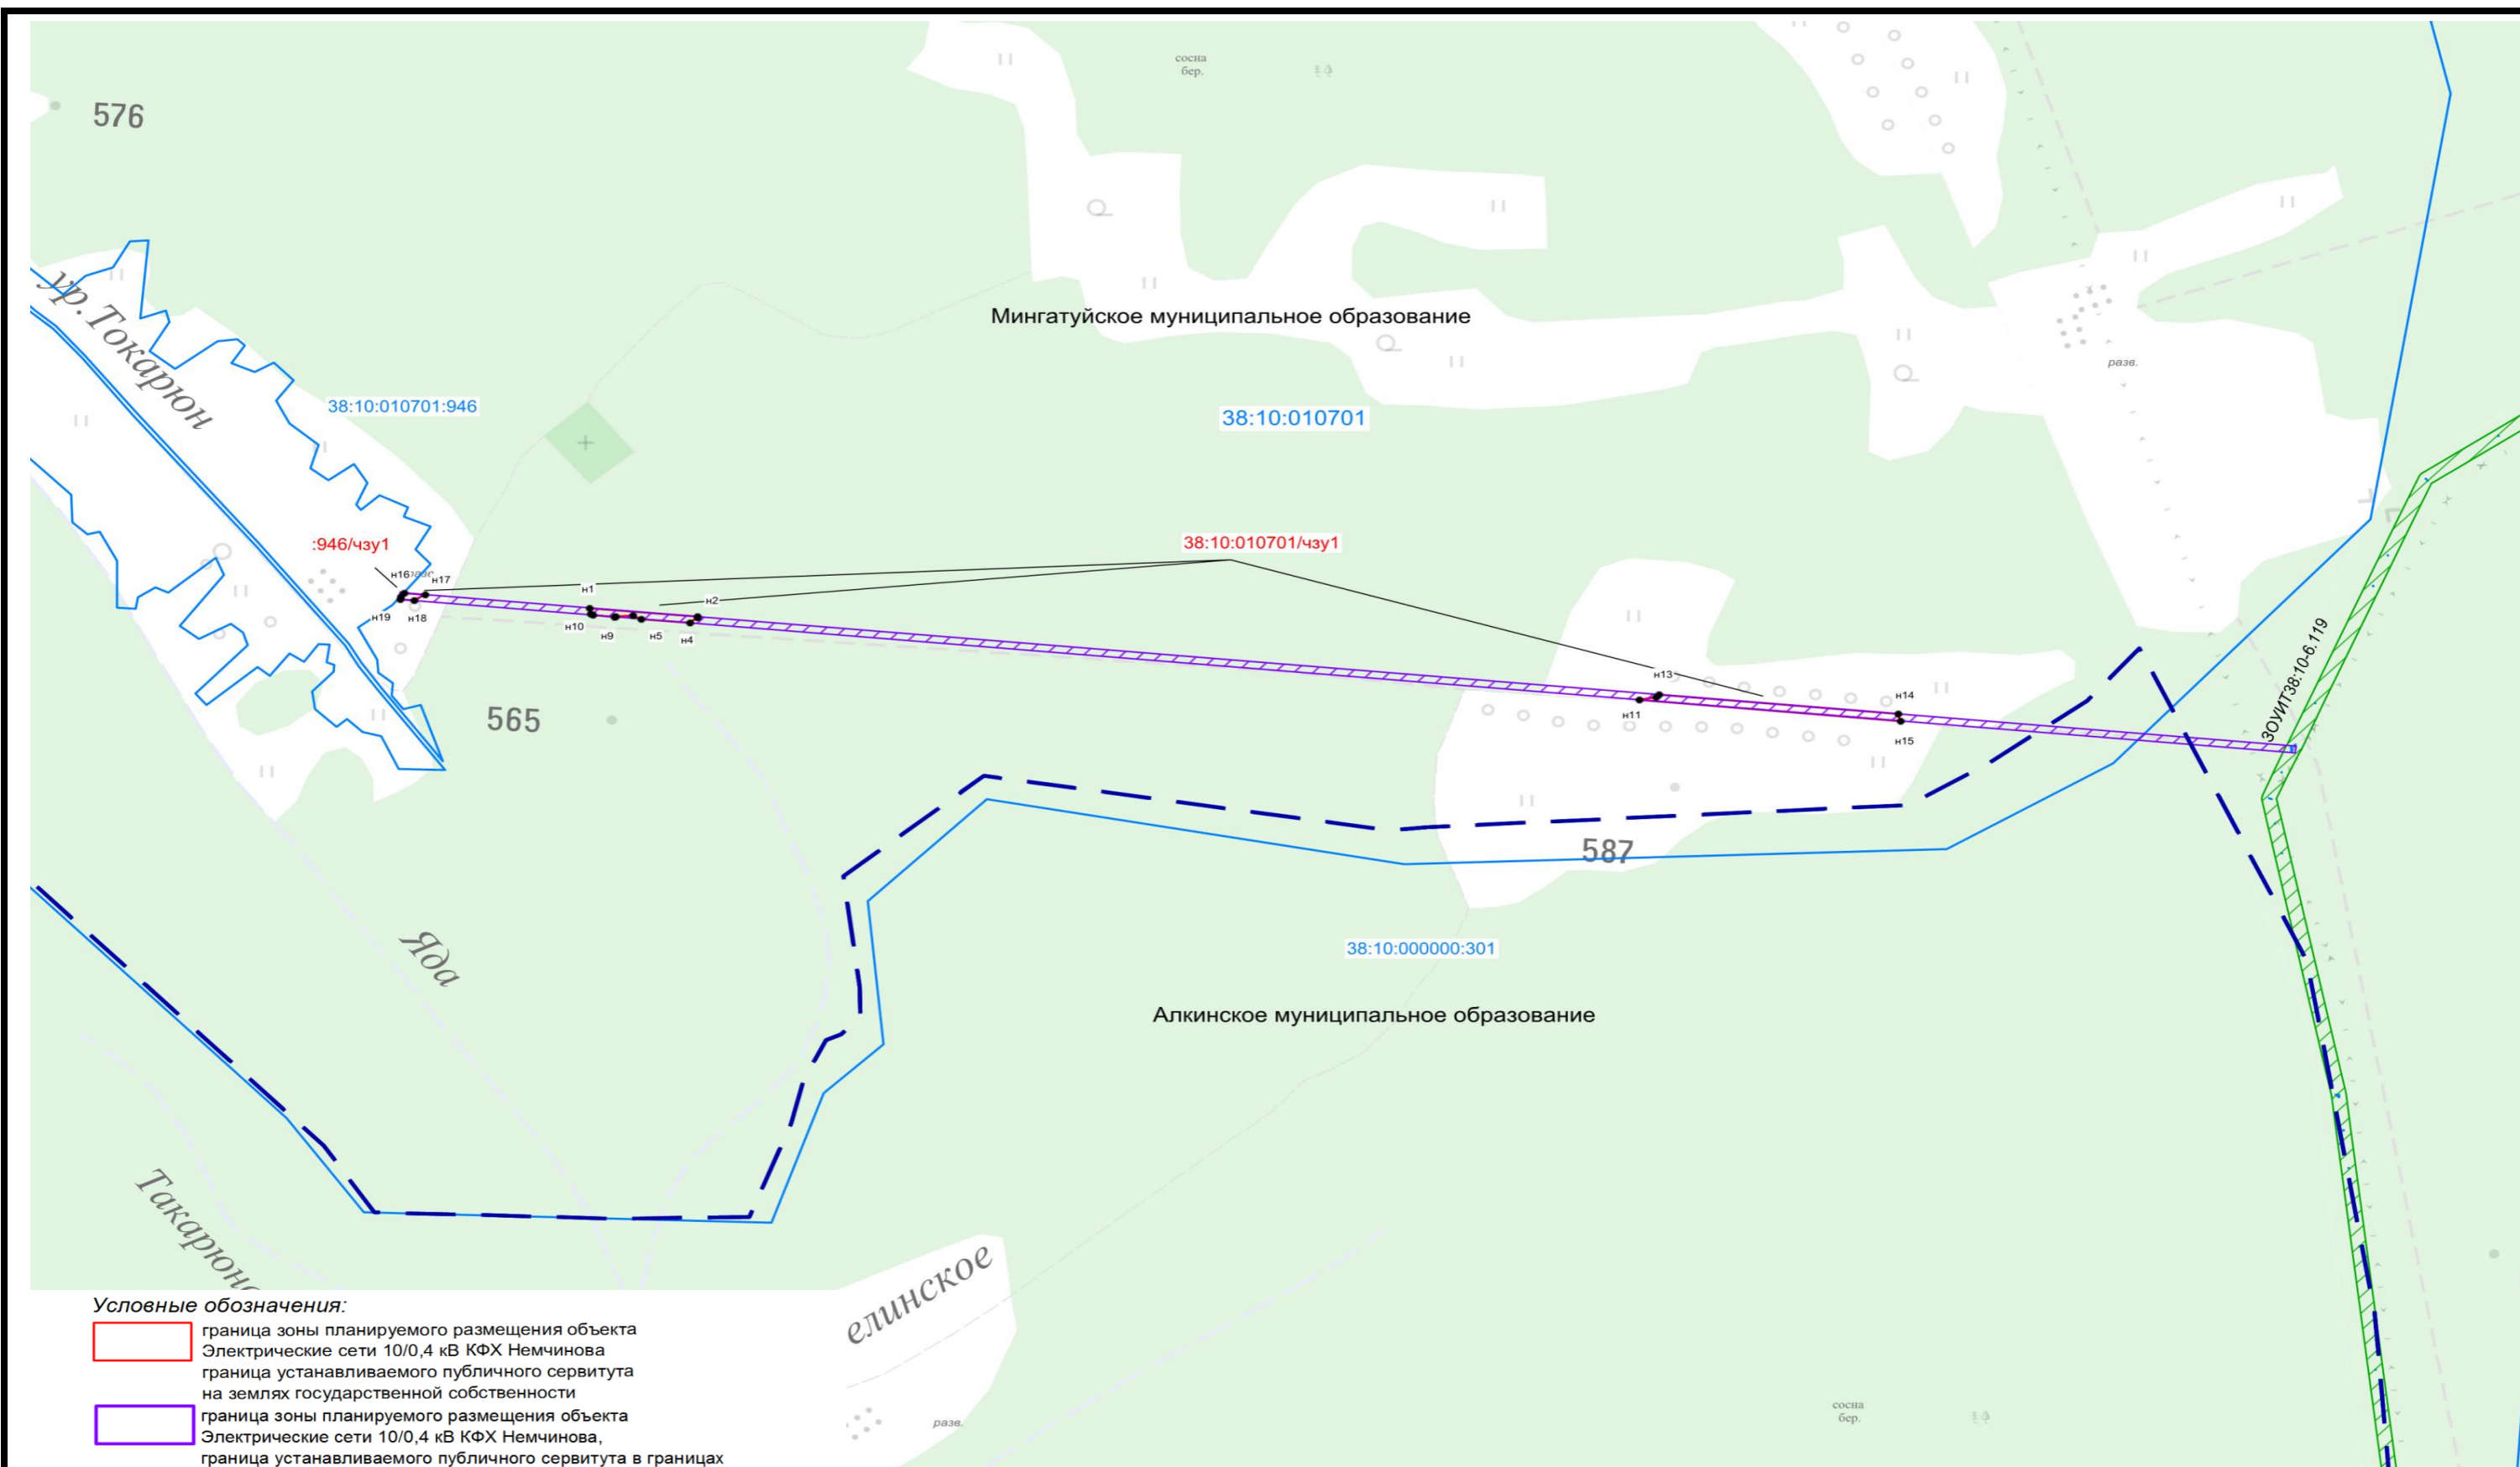 сосна
бер.
576
ур. Токарюн
Мингатуйское муниципальное образование
разв.
38:10:010701:946
38:10:010701
:946/чзу1
38:10:010701/чзу1
н16
н17
н1
н2
н19
н18
н10
н9
н5
н4
н13
н14
н11
н15
ЗОУИТ38:10-6.119
565
587
Яда
38:10:000000:301
Алкинское муниципальное образование
елинское
разв.
сосна
бер.
Условные обозначения:
граница зоны планируемого размещения объекта
Электрические сети 10/0,4 кВ КФХ Немчинова
граница устанавливаемого публичного сервитута
на землях государственной собственности
граница зоны планируемого размещения объекта
Электрические сети 10/0,4 кВ КФХ Немчинова,
граница устанавливаемого публичного сервитута в границах